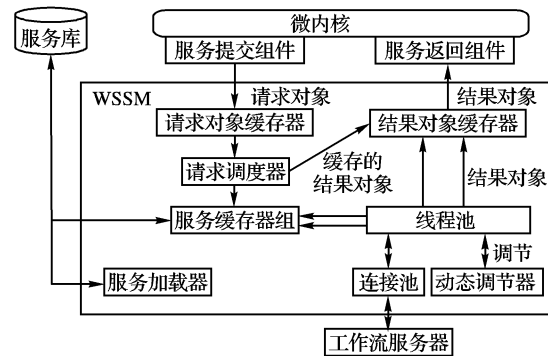 微内核
服务库
服务提交组件
服务返回组件
WSSM
请求对象
结果对象
请求对象缓存器
结果对象缓存器
请求调度器
缓存的
结果对象
结果对象
服务缓存器组
线程池
调节
服务加载器
连接池
动态调节器
工作流服务器